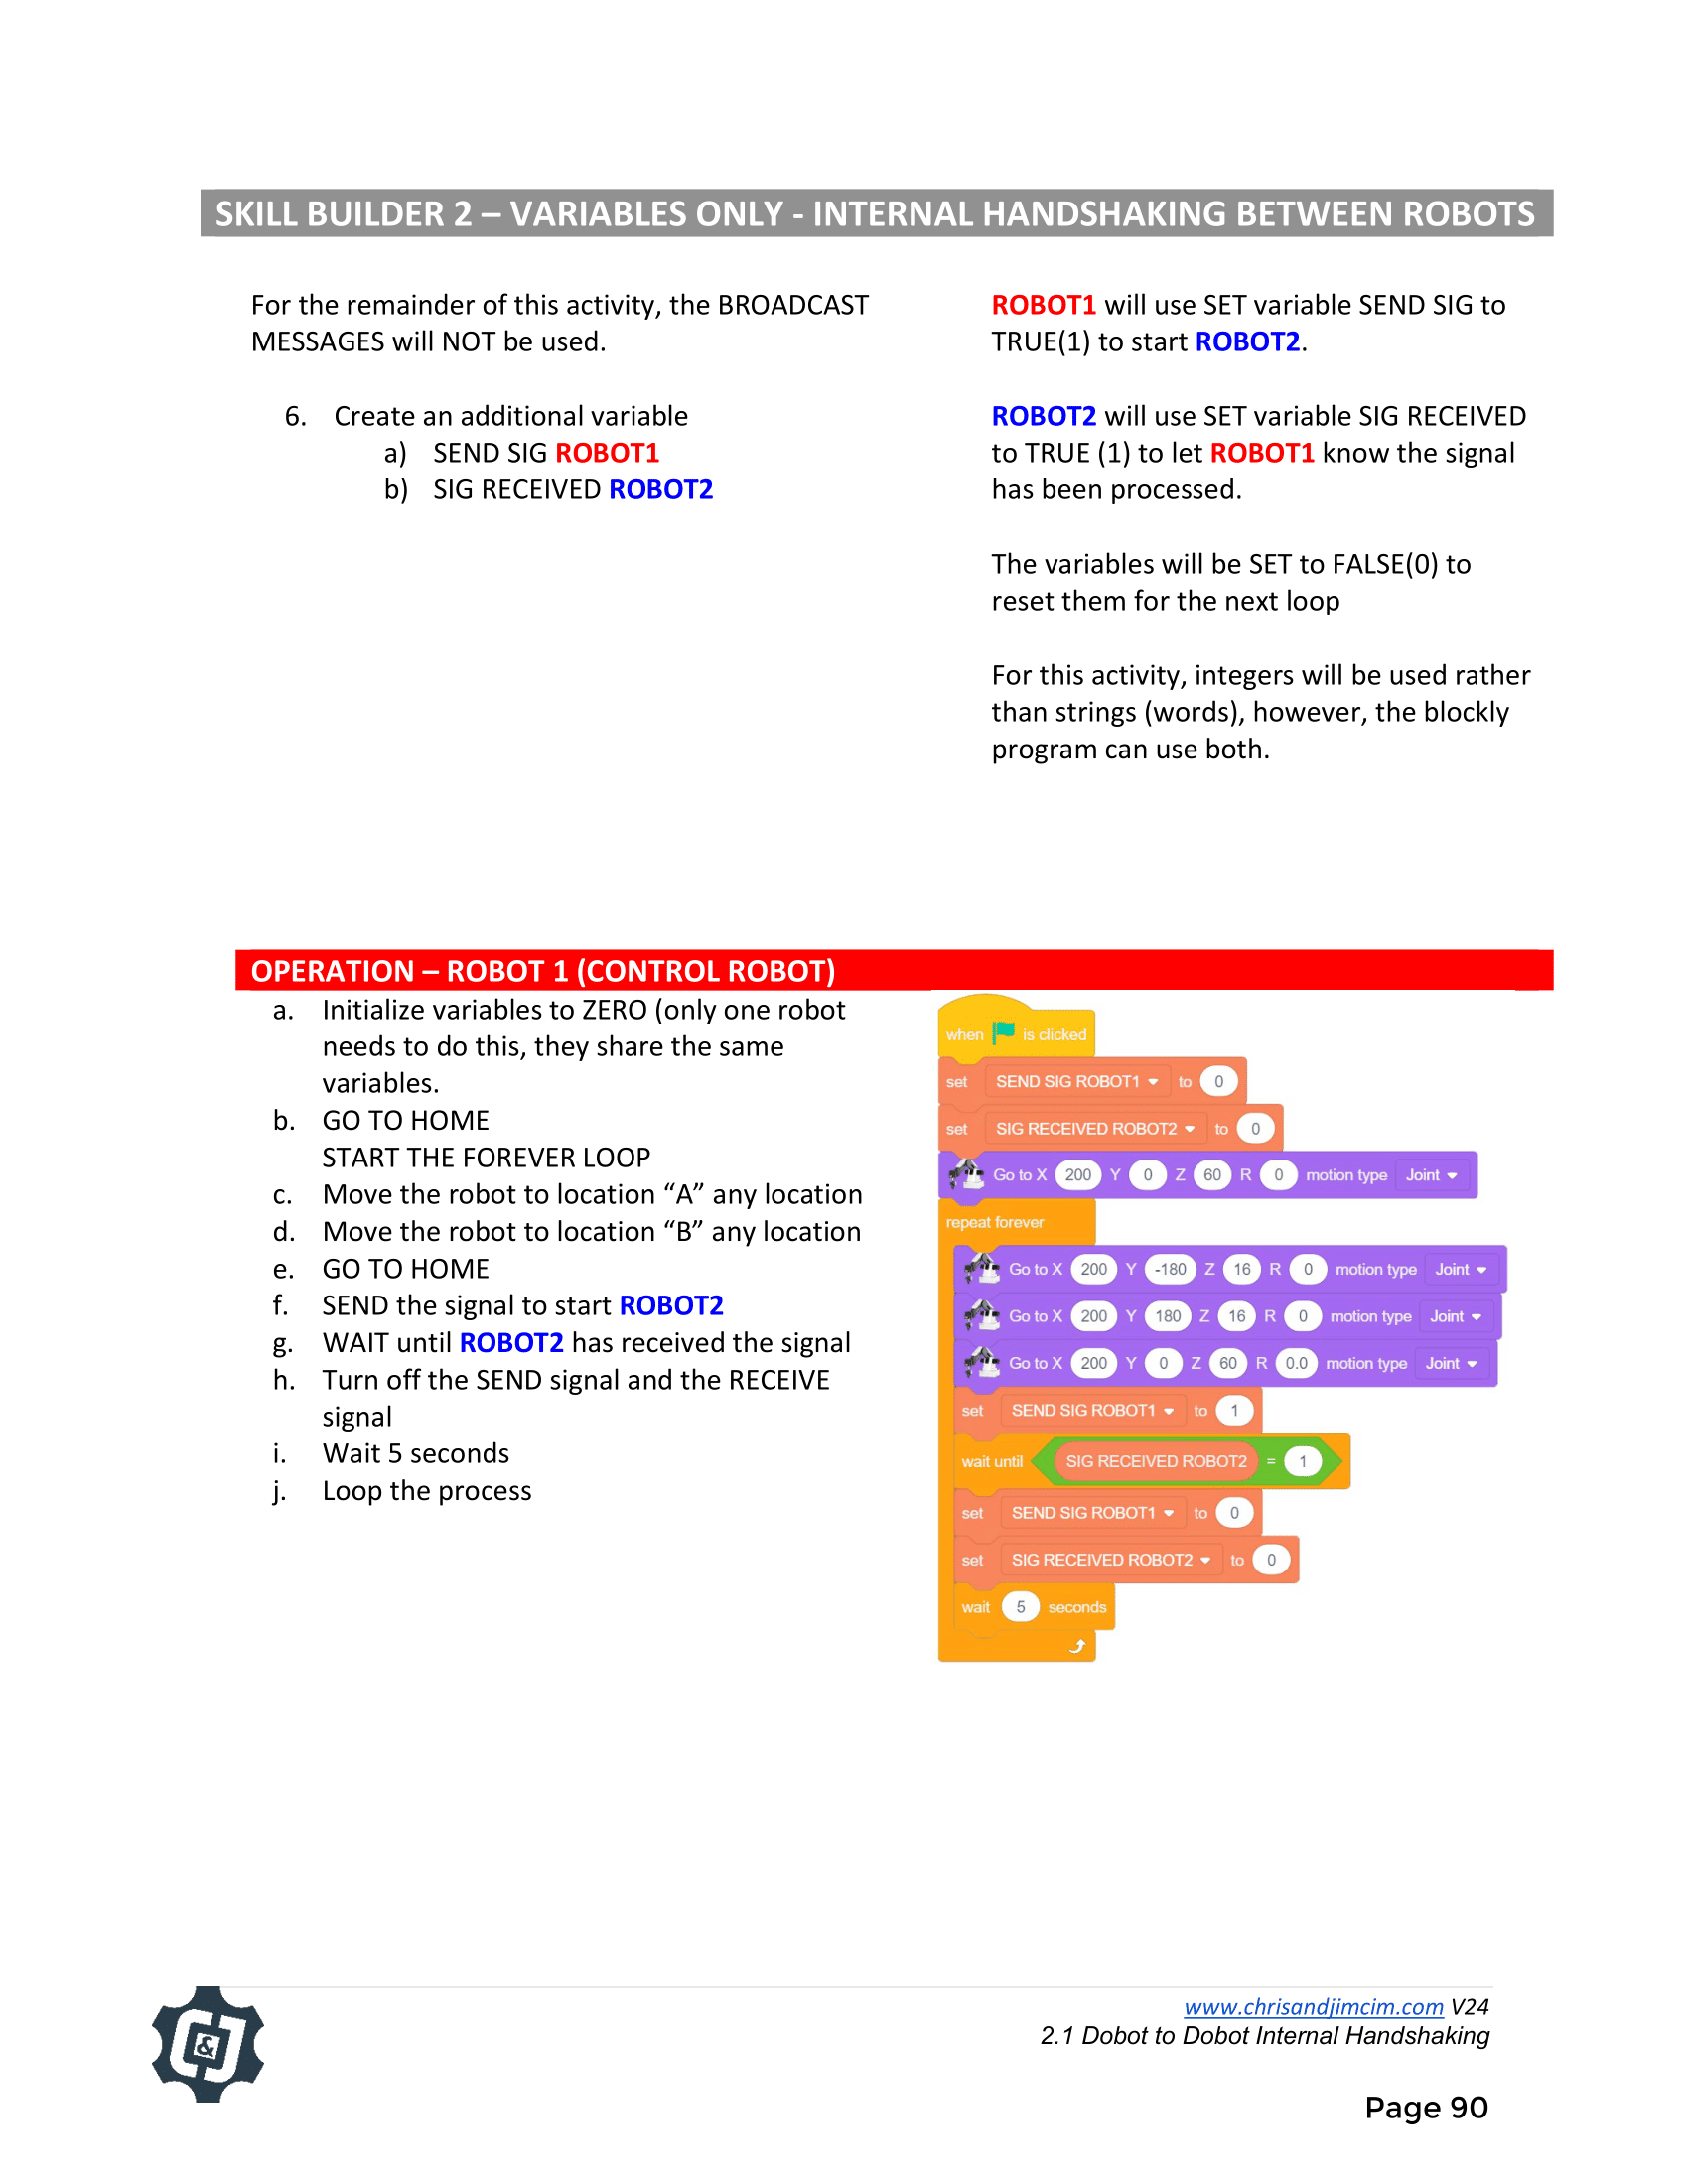 SKILL BUILDER 2 – VARIABLES ONLY - INTERNAL HANDSHAKING BETWEEN ROBOTS
For the remainder of this activity, the BROADCAST
MESSAGES will NOT be used.
6. Create an additional variable
a) SEND SIG ROBOT1
b) SIG RECEIVED ROBOT2
ROBOT1 will use SET variable SEND SIG to
TRUE(1) to start ROBOT2.
ROBOT2 will use SET variable SIG RECEIVED
to TRUE (1) to let ROBOT1 know the signal
has been processed.
The variables will be SET to FALSE(0) to
reset them for the next loop
For this activity, integers will be used rather
than strings (words), however, the blockly
program can use both.
OPERATION – ROBOT 1 (CONTROL ROBOT)
a. Initialize variables to ZERO (only one robot
needs to do this, they share the same
variables.
b. GO TO HOME
START THE FOREVER LOOP
c. Move the robot to location “A” any location
d. Move the robot to location “B” any location
e. GO TO HOME
f. SEND the signal to start ROBOT2
g. WAIT until ROBOT2 has received the signal
h. Turn off the SEND signal and the RECEIVE
signal
i. Wait 5 seconds
j. Loop the process
when is clicked
set SEND SIG ROBOT1 to 0
set SIG RECEIVED ROBOT2 to 0
Go to X 200 Y 0 Z 60 R 0 motion type Joint
repeat forever
Go to X 200 Y -180 Z 16 R 0 motion type Joint
Go to X 200 Y 180 Z 16 R 0 motion type Joint
Go to X 200 Y 0 Z 60 R 0.0 motion type Joint
set SEND SIG ROBOT1 to 1
wait until SIG RECEIVED ROBOT2 = 1
set SEND SIG ROBOT1 to 0
set SIG RECEIVED ROBOT2 to 0
wait 5 seconds
C&J
www.chrisandjimcim.com V24
2.1 Dobot to Dobot Internal Handshaking
Page 90